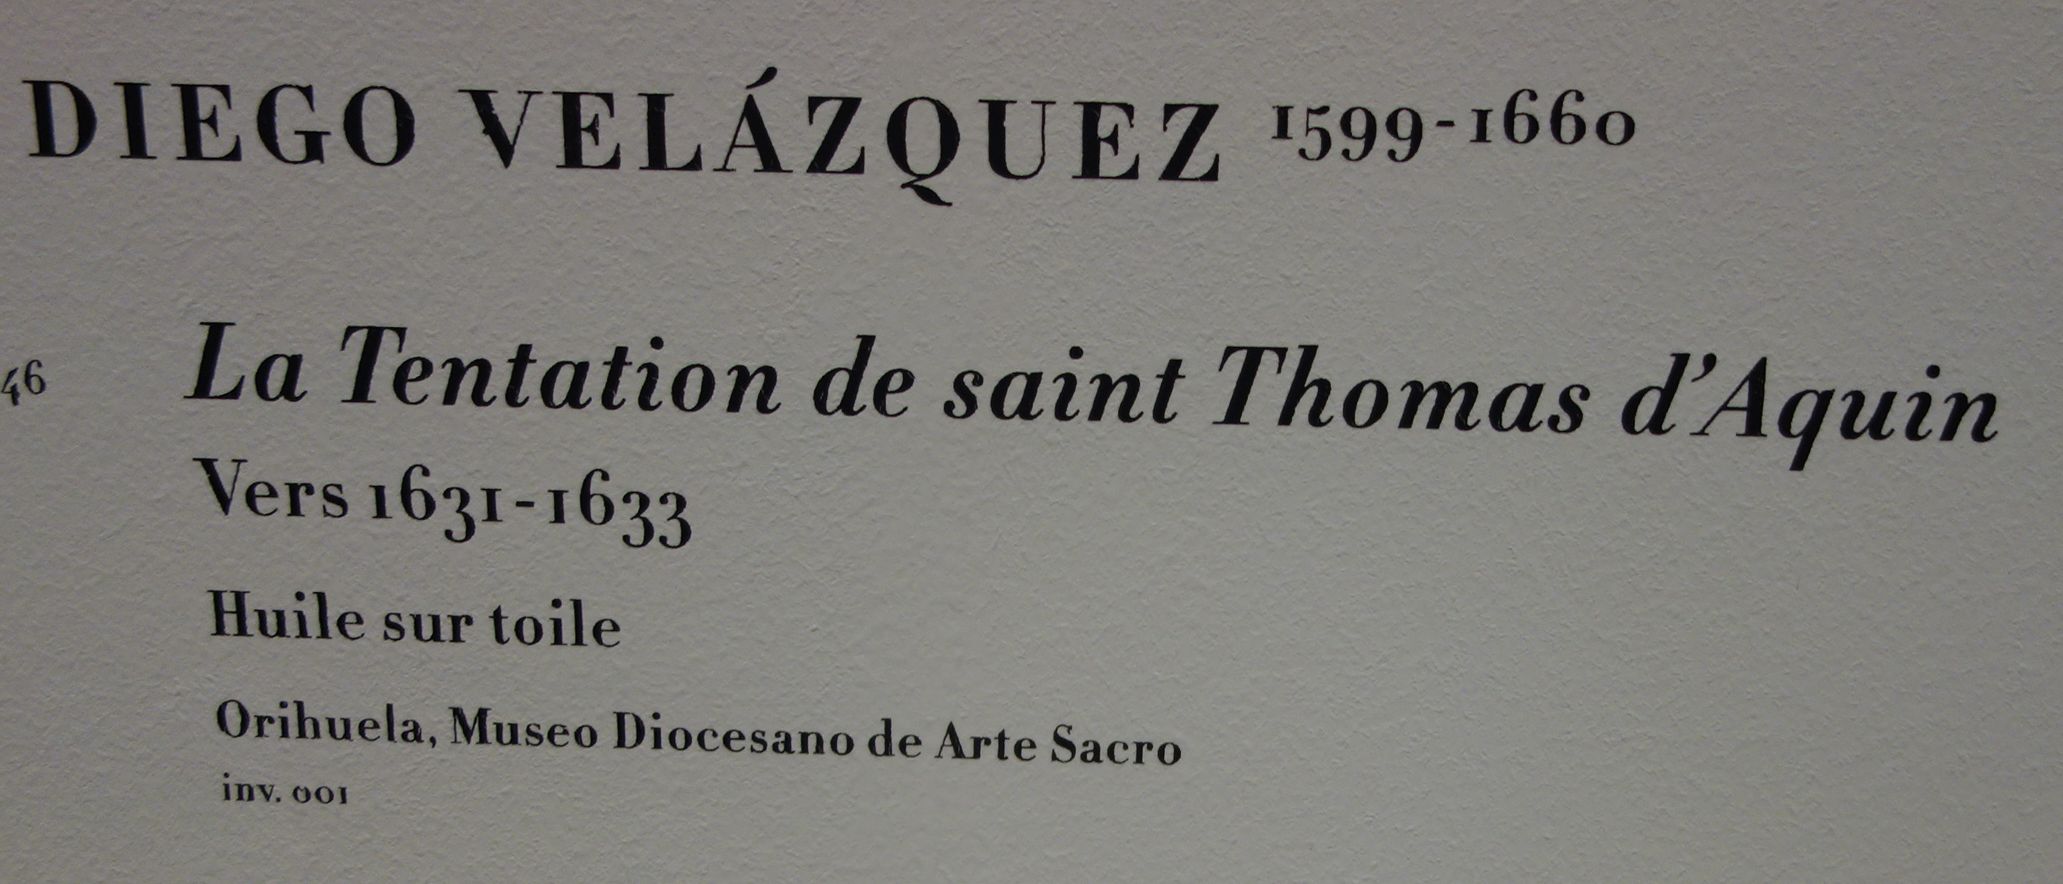 DIEGO VELÁZQUEZ 1599-1660
46 La Tentation de saint Thomas d'Aquin
Vers 1631-1633
Huile sur toile
Orihuela, Museo Diocesano de Arte Sacro
inv. 001